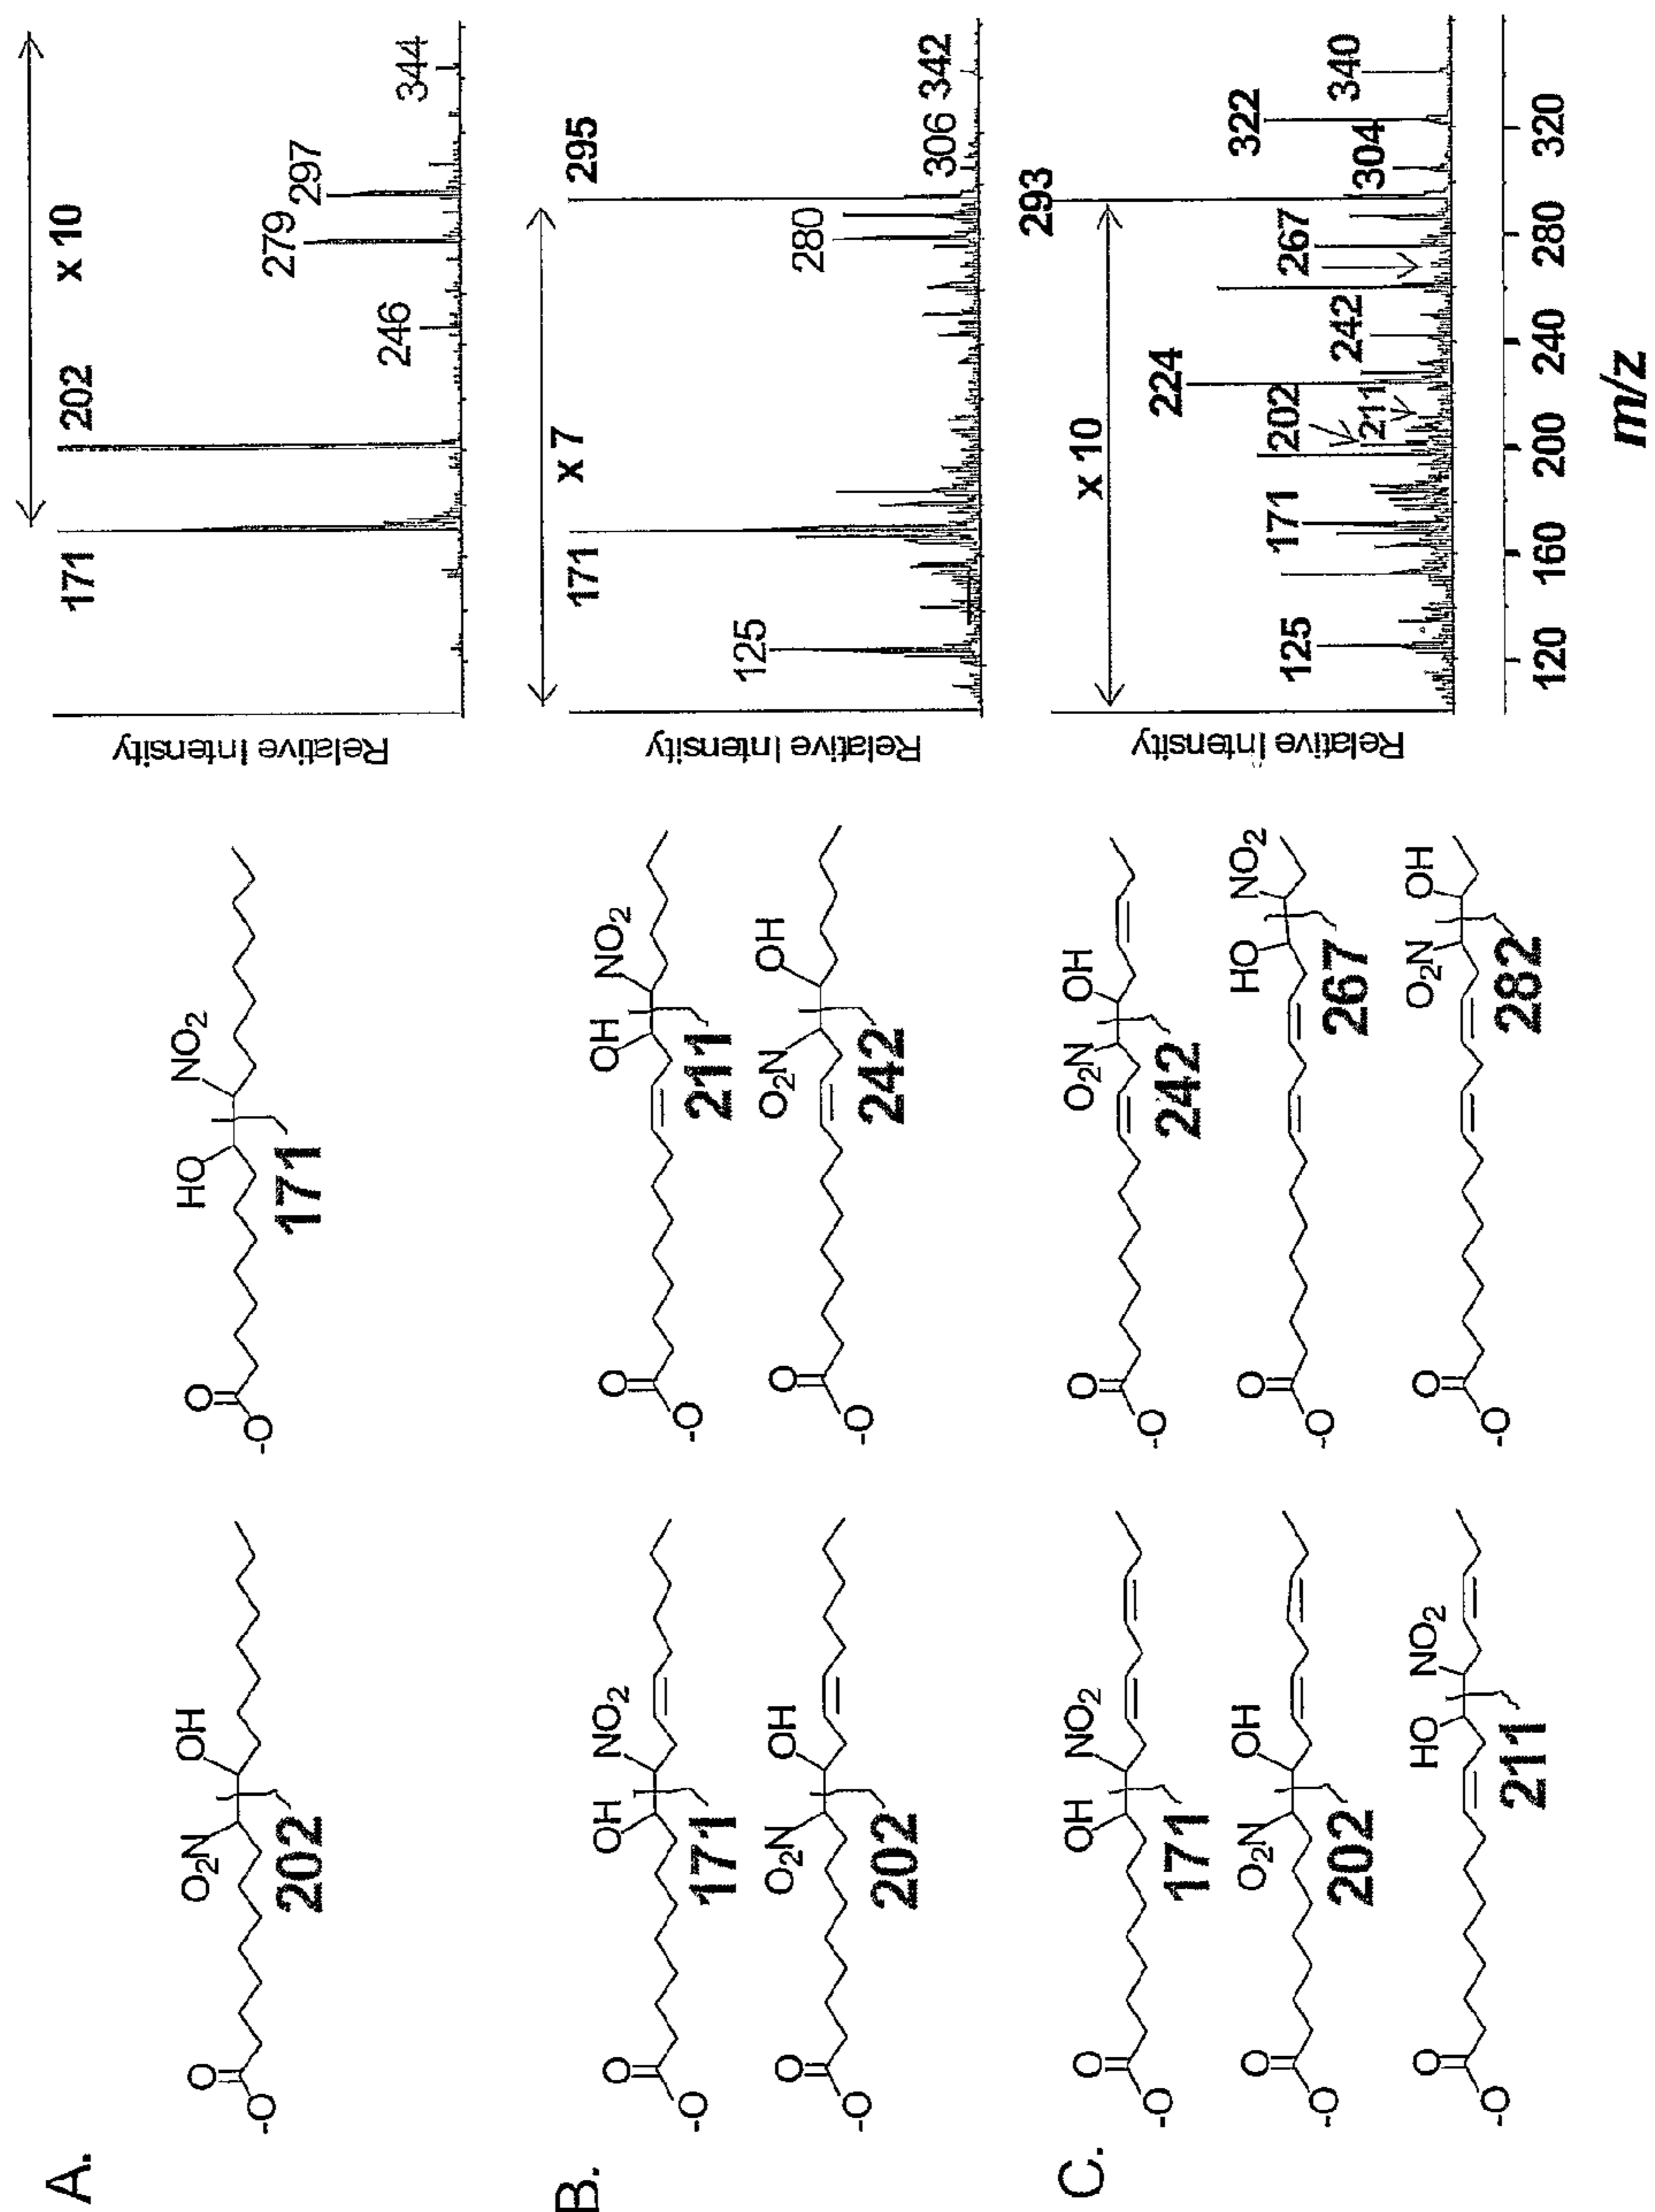 A.
O
-O
O2N
OH
202
O
-O
HO
NO2
171
Relative Intensity
x 10
171
202
246
279
297
344
B.
O
-O
OH
NO2
171
O
-O
O2N
OH
202
O
-O
OH
NO2
211
O
-O
O2N
OH
242
Relative Intensity
x 7
125
171
280
295
306
342
C.
O
-O
OH
NO2
171
O
-O
O2N
OH
202
O
-O
HO
NO2
211
O
-O
O2N
OH
242
O
-O
HO
NO2
267
O
-O
O2N
OH
282
Relative Intensity
x 10
125
171
202
211
224
242
267
293
304
322
340
120 160 200 240 280 320
m/z